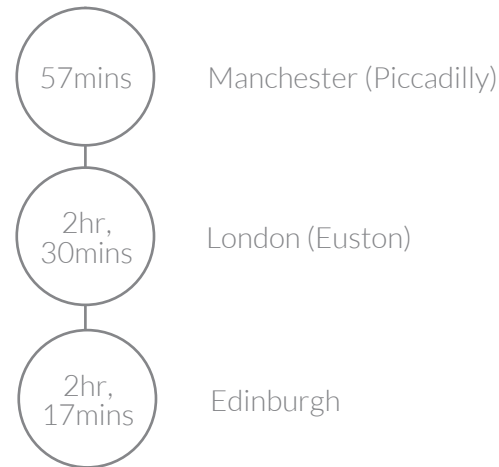 57mins
Manchester (Piccadilly)
2hr,
30mins
London (Euston)
2hr,
17mins
Edinburgh